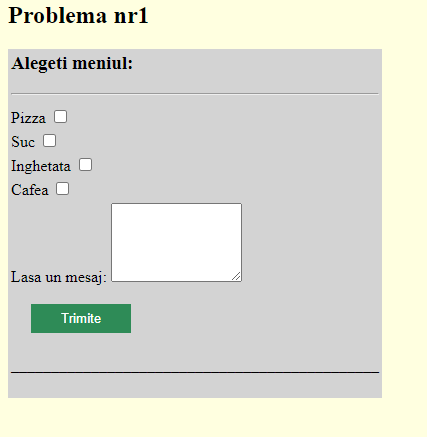 Problema nr1
Alegeti meniul:
Pizza
Suc
Inghetata
Cafea
Lasa un mesaj:
Trimite